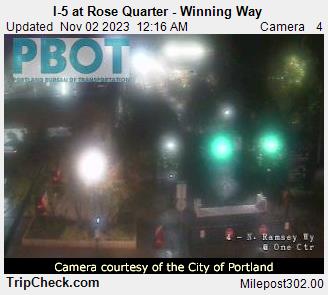 I-5 at Rose Quarter - Winning Way
Updated Nov 02 2023 12:16 AM Camera 4
PBOT
PORTLAND BUREAU OF TRANSPORTATION
4 - N. Ramsey Wy
@ One Ctr
Camera courtesy of the City of Portland
TripCheck.com Milepost302.00